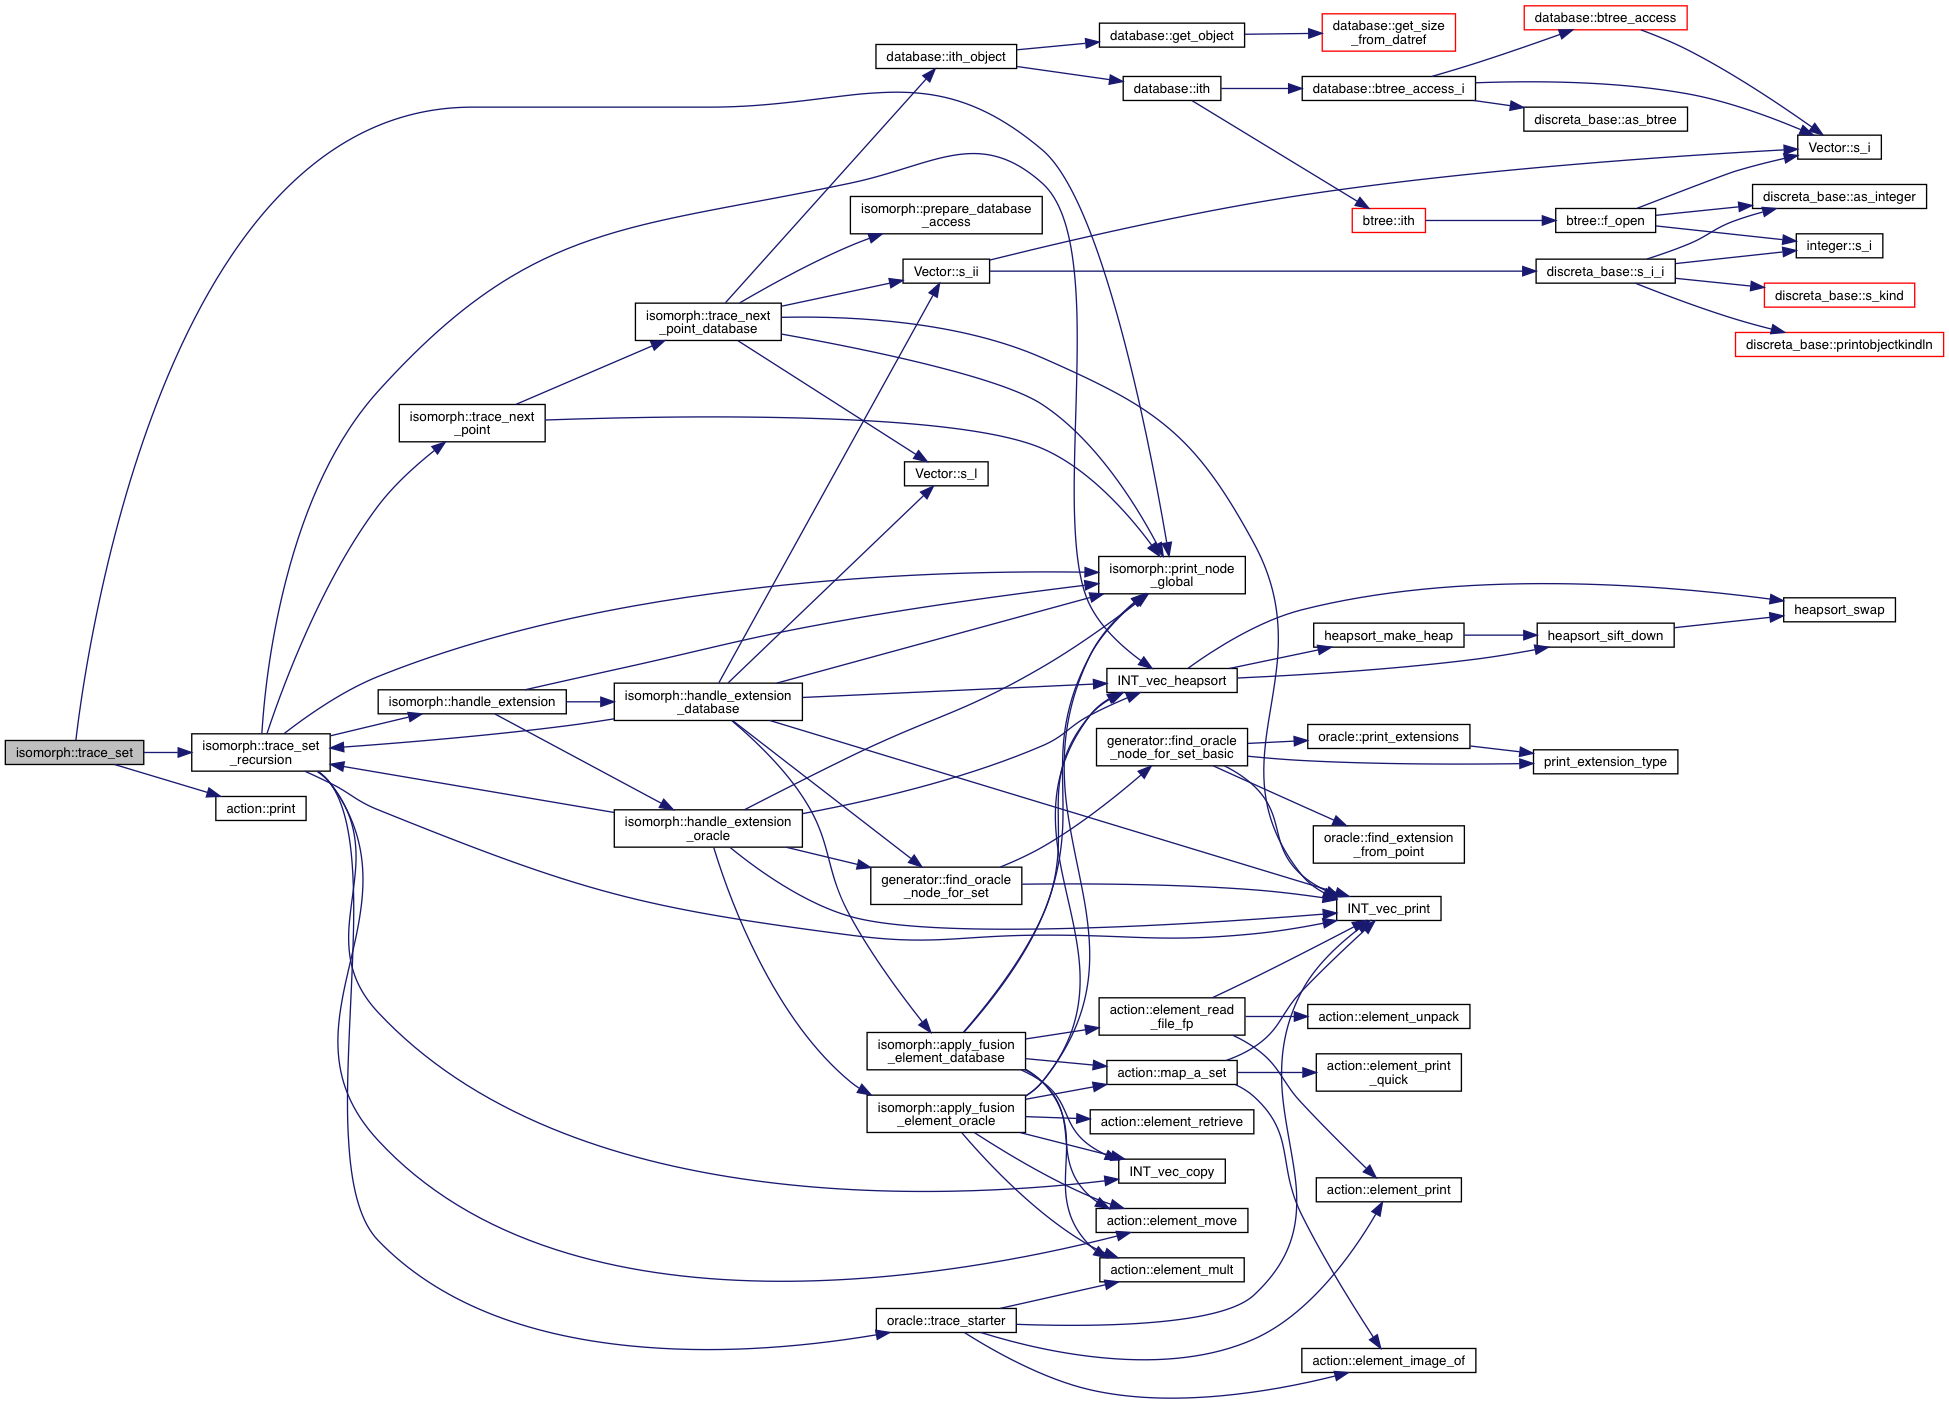 isomorph::trace_set
isomorph::trace_set
_recursion
action::print
isomorph::trace_next
_point
isomorph::handle_extension
isomorph::trace_next
_point_database
isomorph::handle_extension
_database
isomorph::handle_extension
_oracle
database::ith_object
isomorph::prepare_database
_access
Vector::s_ii
Vector::s_l
generator::find_oracle
_node_for_set
isomorph::apply_fusion
_element_database
isomorph::apply_fusion
_element_oracle
oracle::trace_starter
database::get_object
database::ith
isomorph::print_node
_global
INT_vec_heapsort
generator::find_oracle
_node_for_set_basic
action::element_read
_file_fp
action::map_a_set
action::element_retrieve
INT_vec_copy
action::element_move
action::element_mult
database::get_size
_from_datref
database::btree_access_i
btree::ith
heapsort_make_heap
oracle::print_extensions
oracle::find_extension
_from_point
INT_vec_print
action::element_unpack
action::element_print
_quick
action::element_print
action::element_image_of
database::btree_access
discreta_base::as_btree
btree::f_open
discreta_base::s_i_i
heapsort_sift_down
print_extension_type
Vector::s_i
discreta_base::as_integer
integer::s_i
discreta_base::s_kind
discreta_base::printobjectkindln
heapsort_swap